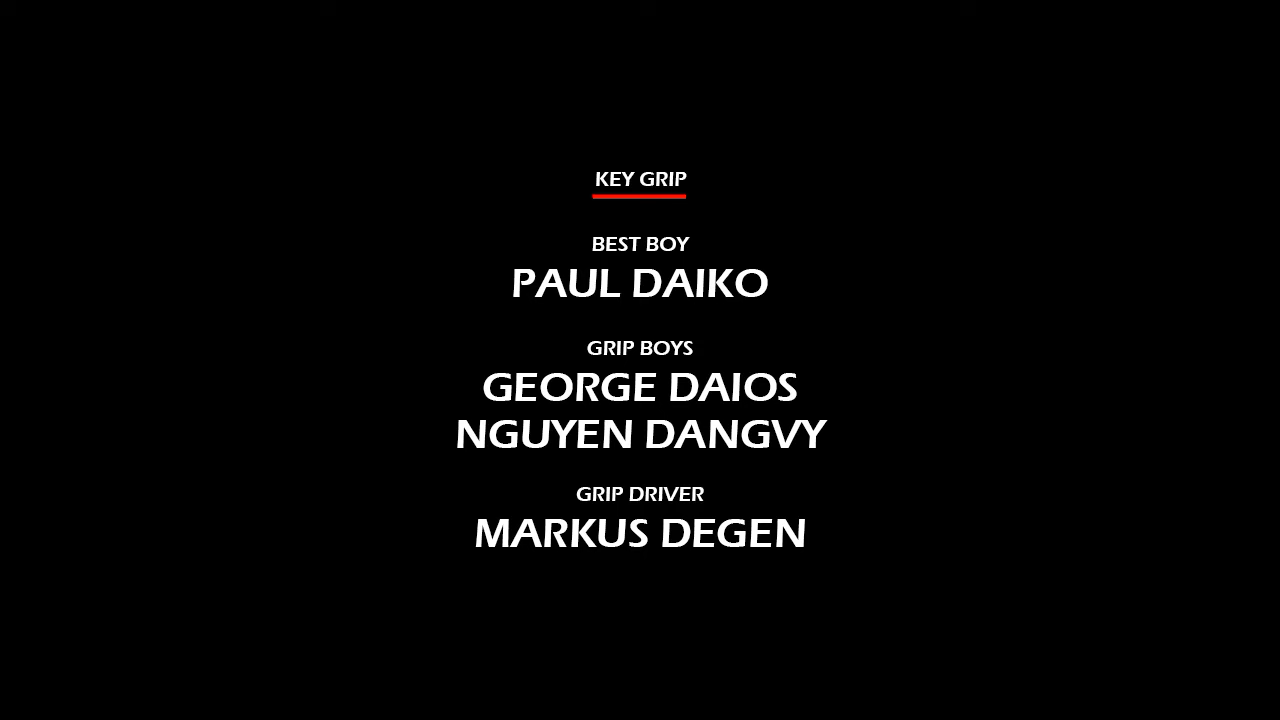 KEY GRIP
BEST BOY
PAUL DAIKO
GRIP BOYS
GEORGE DAIOS
NGUYEN DANGVY
GRIP DRIVER
MARKUS DEGEN